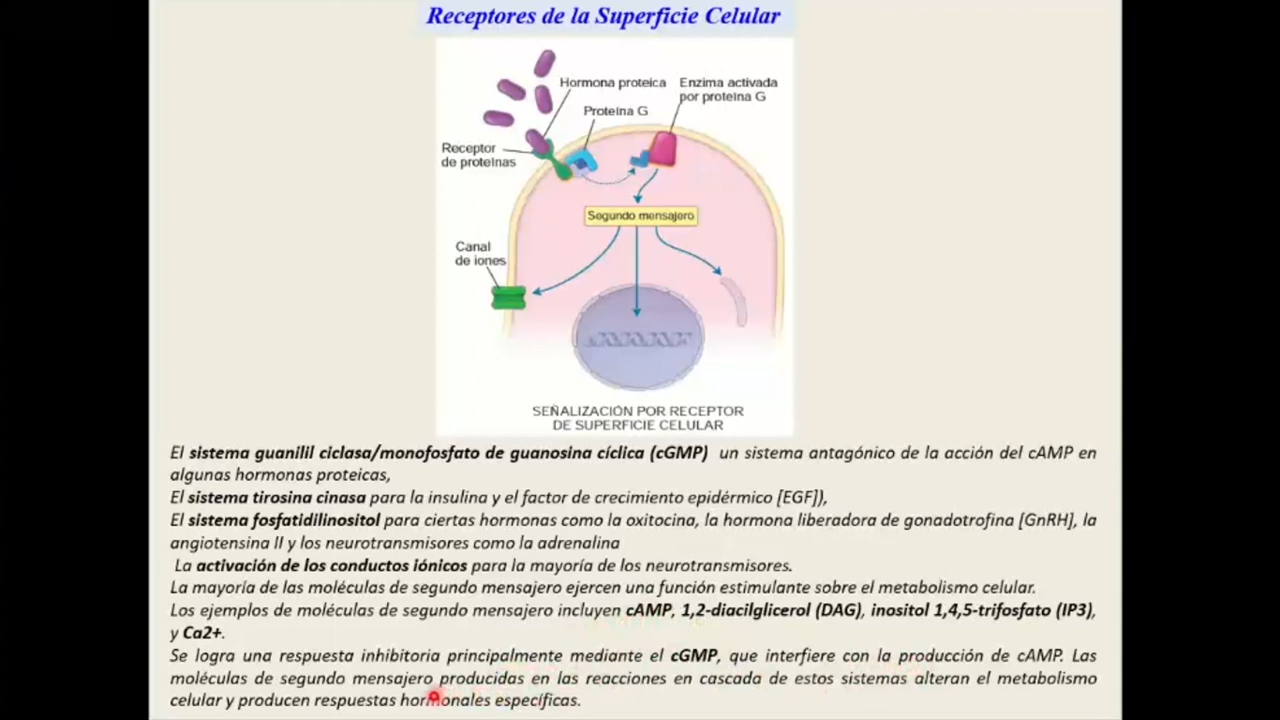 Receptores de la Superficie Celular
Hormona proteica
Enzima activada
por proteína G
Proteína G
Receptor
de proteínas
Segundo mensajero
Canal
de iones
SEÑALIZACIÓN POR RECEPTOR
DE SUPERFICIE CELULAR
El sistema guanilil ciclasa/monofosfato de guanosina cíclica (cGMP) un sistema antagónico de la acción del cAMP en
algunas hormonas proteicas,
El sistema tirosina cinasa para la insulina y el factor de crecimiento epidérmico [EGF]),
El sistema fosfatidilinositol para ciertas hormonas como la oxitocina, la hormona liberadora de gonadotrofina [GnRH], la
angiotensina II y los neurotransmisores como la adrenalina
La activación de los conductos iónicos para la mayoría de los neurotransmisores.
La mayoría de las moléculas de segundo mensajero ejercen una función estimulante sobre el metabolismo celular.
Los ejemplos de moléculas de segundo mensajero incluyen cAMP, 1,2-diacilglicerol (DAG), inositol 1,4,5-trifosfato (IP3),
y Ca2+.
Se logra una respuesta inhibitoria principalmente mediante el cGMP, que interfiere con la producción de cAMP. Las
moléculas de segundo mensajero producidas en las reacciones en cascada de estos sistemas alteran el metabolismo
celular y producen respuestas hormonales específicas.